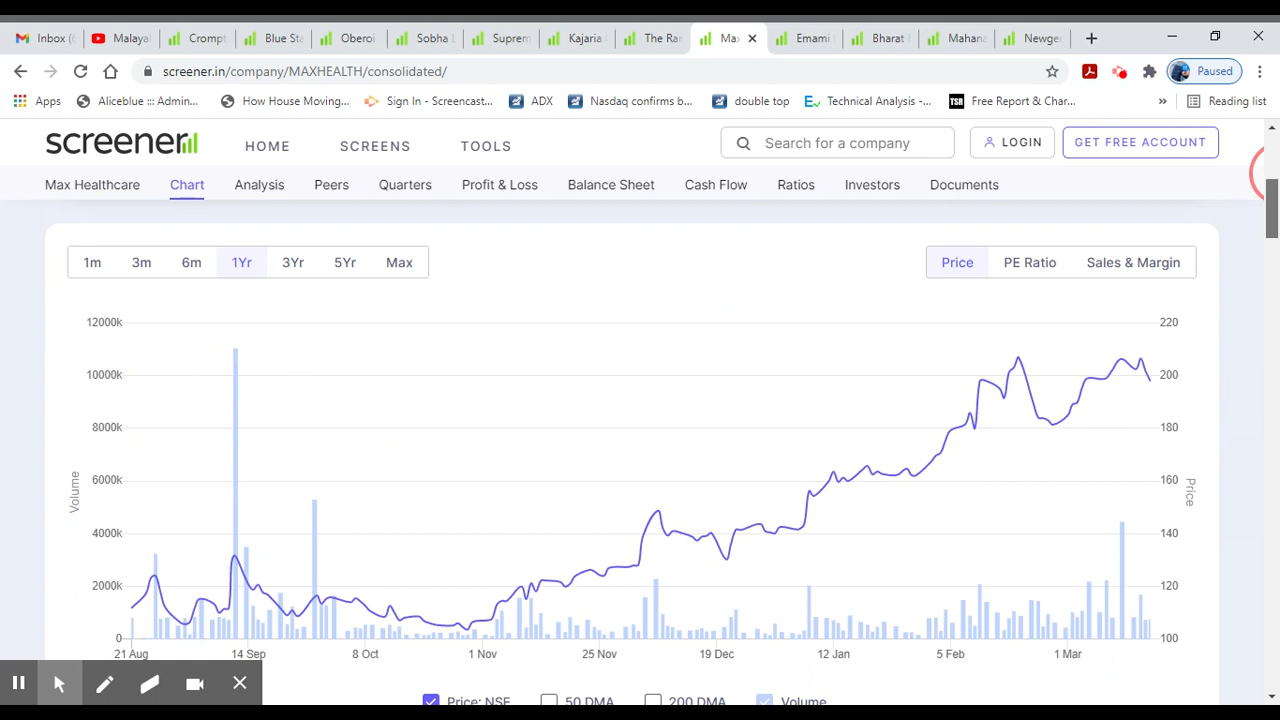 Inbox (
Malaya
Crompt
Blue Sta
Oberoi
Sobha
Suprem
Kajaria
The Ra
Max
Emami
Bharat
Mahana
Newge
screener.in/company/MAXHEALTH/consolidated/
Paused
Apps
Aliceblue ::: Admin...
How House Moving...
Sign In - Screencast...
ADX
Nasdaq confirms b...
double top
Technical Analysis -...
TSR
Free Report & Char...
»
Reading list
screener
HOME
SCREENS
TOOLS
Search for a company
LOGIN
GET FREE ACCOUNT
Max Healthcare
Chart
Analysis
Peers
Quarters
Profit & Loss
Balance Sheet
Cash Flow
Ratios
Investors
Documents
1m
3m
6m
1Yr
3Yr
5Yr
Max
Price
PE Ratio
Sales & Margin
12000k
10000k
8000k
6000k
4000k
2000k
0
Volume
220
200
180
160
140
120
100
Price
21 Aug
14 Sep
8 Oct
1 Nov
25 Nov
19 Dec
12 Jan
5 Feb
1 Mar
Price: NSE
50 DMA
200 DMA
Volume